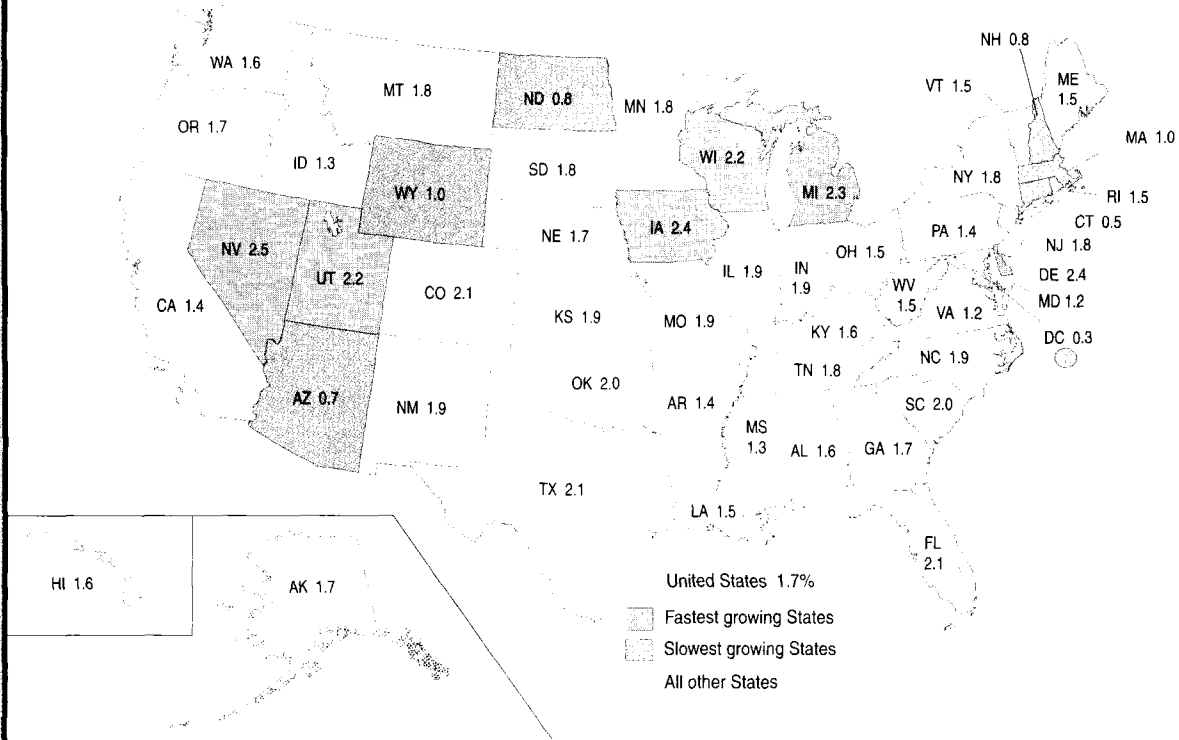 NH 0.8
WA 1.6
MT 1.8
ND 0.8
MN 1.8
VT 1.5
ME
1.5
OR 1.7
ID 1.3
WY 1.0
SD 1.8
WI 2.2
MI 2.3
NY 1.8
MA 1.0
RI 1.5
CT 0.5
NV 2.5
UT 2.2
NE 1.7
IA 2.4
PA 1.4
NJ 1.8
CO 2.1
IL 1.9
IN
1.9
OH 1.5
WV
1.5
DE 2.4
MD 1.2
CA 1.4
KS 1.9
MO 1.9
KY 1.6
VA 1.2
DC 0.3
AZ 0.7
NM 1.9
OK 2.0
AR 1.4
TN 1.8
NC 1.9
SC 2.0
MS
1.3
AL 1.6
GA 1.7
TX 2.1
LA 1.5
FL
2.1
HI 1.6
AK 1.7
United States 1.7%
Fastest growing States
Slowest growing States
All other States